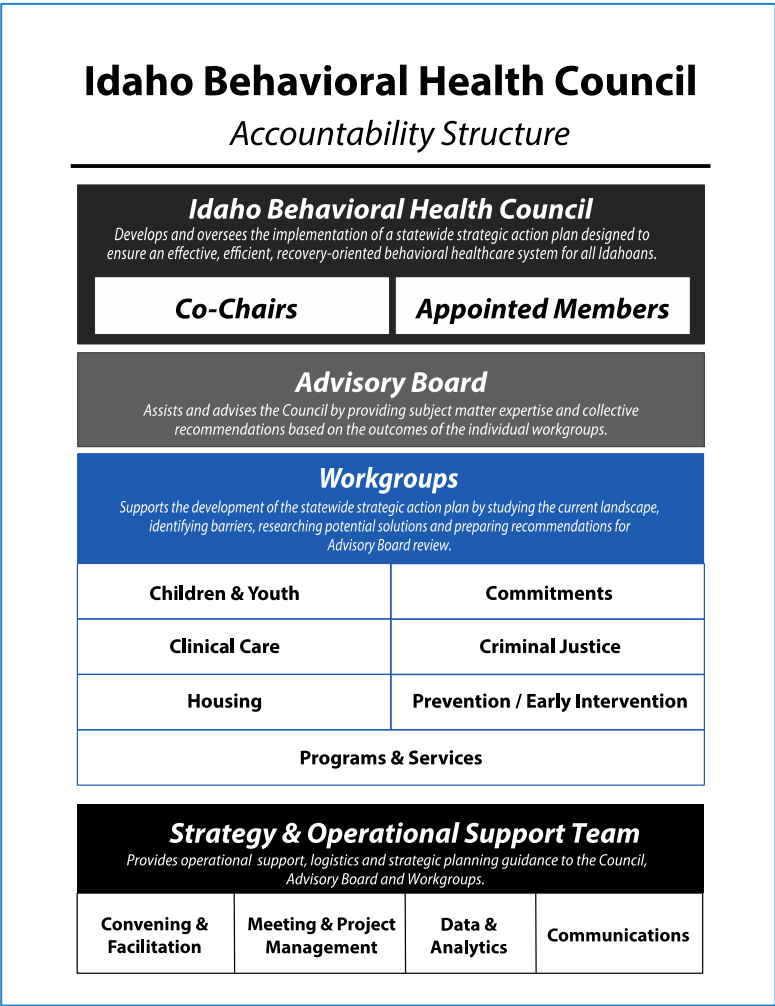 Idaho Behavioral Health Council
Accountability Structure
Idaho Behavioral Health Council
Develops and oversees the implementation of a statewide strategic action plan designed to
ensure an effective, efficient, recovery-oriented behavioral healthcare system for all Idahoans.
Co-Chairs
Appointed Members
Advisory Board
Assists and advises the Council by providing subject matter expertise and collective
recommendations based on the outcomes of the individual workgroups.
Workgroups
Supports the development of the statewide strategic action plan by studying the current landscape,
identifying barriers, researching potential solutions and preparing recommendations for
Advisory Board review.
Children & Youth
Commitments
Clinical Care
Criminal Justice
Housing
Prevention / Early Intervention
Programs & Services
Strategy & Operational Support Team
Provides operational support, logistics and strategic planning guidance to the Council,
Advisory Board and Workgroups.
Convening &
Facilitation
Meeting & Project
Management
Data &
Analytics
Communications